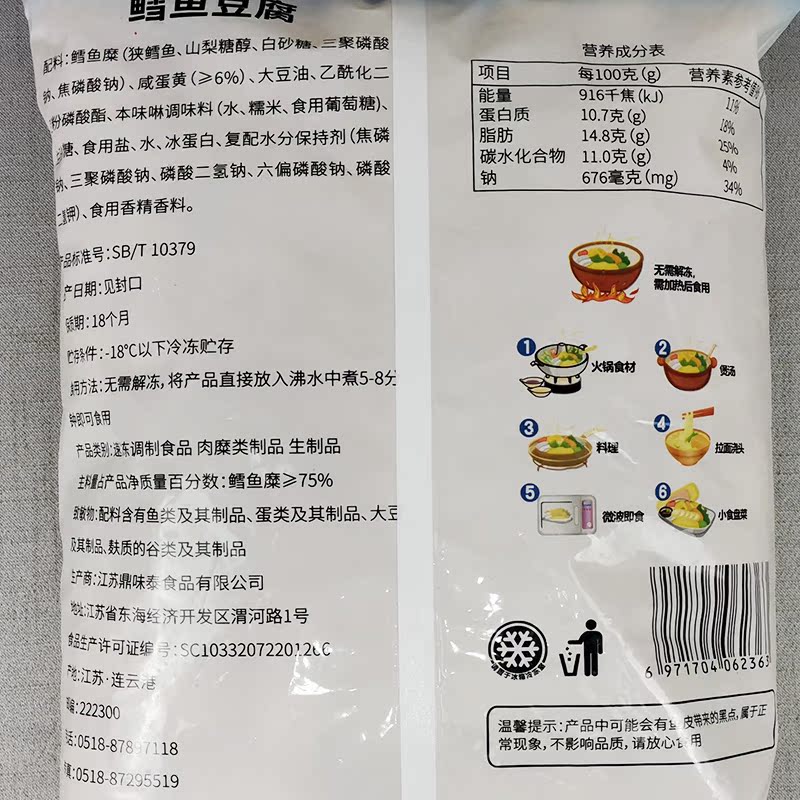 鳕鱼豆腐
配料:鳕鱼糜(狭鳕鱼、山梨糖醇、白砂糖、三聚磷酸
钠、焦磷酸钠)、咸蛋黄(≥6%)、大豆油、乙酰化二
粉磷酸酯、本味啉调味料(水、糯米、食用葡萄糖)、
糖、食用盐、水、冰蛋白、复配水分保持剂(焦磷
钠、三聚磷酸钠、磷酸二氢钠、六偏磷酸钠、磷酸
二氢钾)、食用香精香料。
产品标准号:SB/T 10379
产日期:见封口
保质期:18个月
贮存条件:-18℃以下冷冻贮存
食用方法:无需解冻,将产品直接放入沸水中煮5-8分
钟即可食用
产品类别:速冻调制食品 肉糜类制品 生制品
主料量占产品净质量百分数:鳕鱼糜≥75%
致敏物:配料含有鱼类及其制品、蛋类及其制品、大豆
及其制品、麸质的谷类及其制品
生产商:江苏鼎味泰食品有限公司
地址:江苏省东海经济开发区渭河路1号
食品生产许可证编号:SC10332072201266
产地:江苏·连云港
邮编:222300
电话:0518-87897118
传真:0518-87295519
营养成分表
项目 每100克(g) 营养素参考值%
能量 916千焦(kJ) 11%
蛋白质 10.7克(g) 18%
脂肪 14.8克(g) 25%
碳水化合物 11.0克(g) 4%
钠 676毫克(mg) 34%
无需解冻,
需加热后食用
1 火锅食材
2 煲汤
3 料理
4 拉面浇头
5 微波即食
6 小食盘菜
6 971704 062363
温馨提示:产品中可能会有鱼皮带来的黑点,属于正
常现象,不影响品质,请放心食用